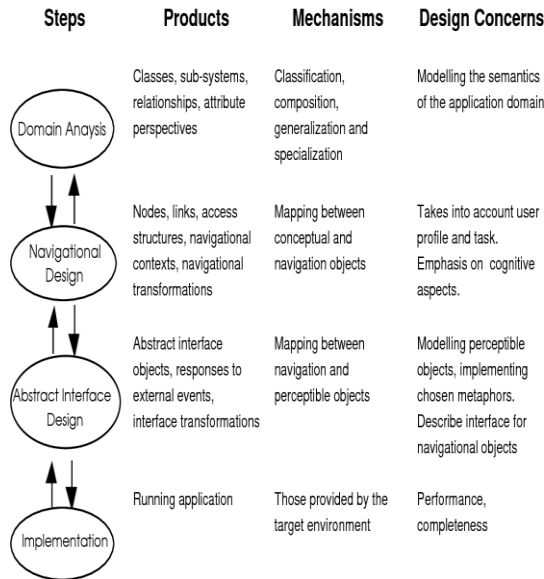 Steps Products Mechanisms Design Concerns
Domain Anaysis
Classes, sub-systems,
relationships, attribute
perspectives
Classification,
composition,
generalization and
specialization
Modelling the semantics
of the application domain
Navigational
Design
Nodes, links, access
structures, navigational
contexts, navigational
transformations
Mapping between
conceptual and
navigation objects
Takes into account user
profile and task.
Emphasis on cognitive
aspects.
Abstract Interface
Design
Abstract interface
objects, responses to
external events,
interface transformations
Mapping between
navigation and
perceptible objects
Modelling perceptible
objects, implementing
chosen metaphors.
Describe interface for
navigational objects
Implementation
Running application
Those provided by the
target environment
Performance,
completeness